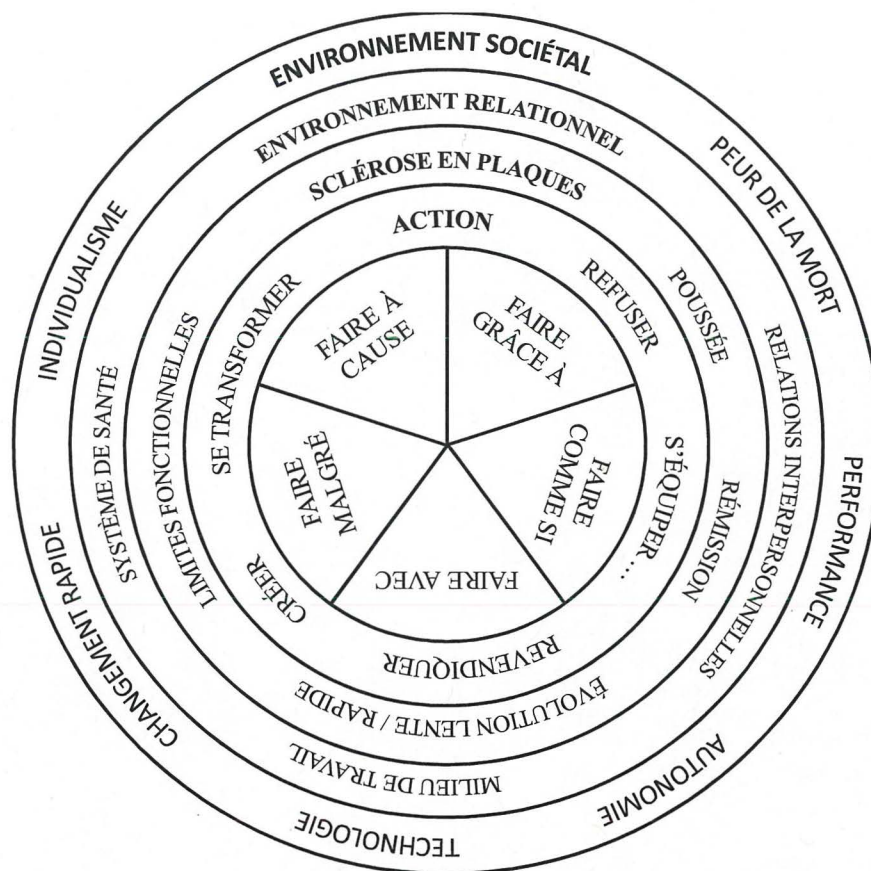 ENVIRONNEMENT SOCIÉTAL
PEUR DE LA MORT
PERFORMANCE
AUTONOMIE
TECHNOLOGIE
CHANGEMENT RAPIDE
INDIVIDUALISME
ENVIRONNEMENT RELATIONNEL
RELATIONS INTERPERSONNELLES
MILIEU DE TRAVAIL
SYSTÈME DE SANTÉ
SCLÉROSE EN PLAQUES
POUSSÉE
RÉMISSION
ÉVOLUTION LENTE / RAPIDE
LIMITES FONCTIONNELLES
ACTION
REFUSER
S'ÉQUIPER...
REVENDIQUER
CRÉER
SE TRANSFORMER
FAIRE
GRÂCE À
FAIRE
COMME SI
FAIRE AVEC
FAIRE
MALGRÉ
FAIRE À
CAUSE